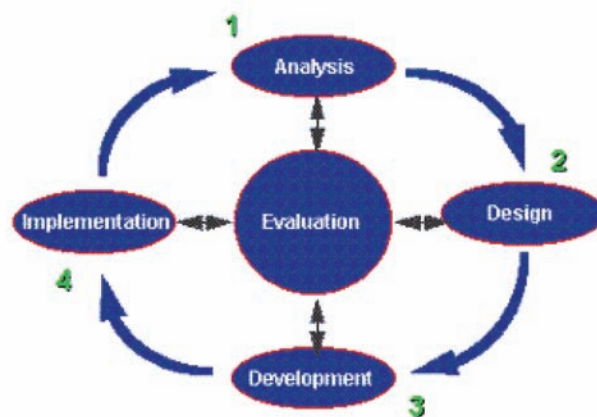 1
Analysis
2
Implementation
Evaluation
Design
4
Development
3